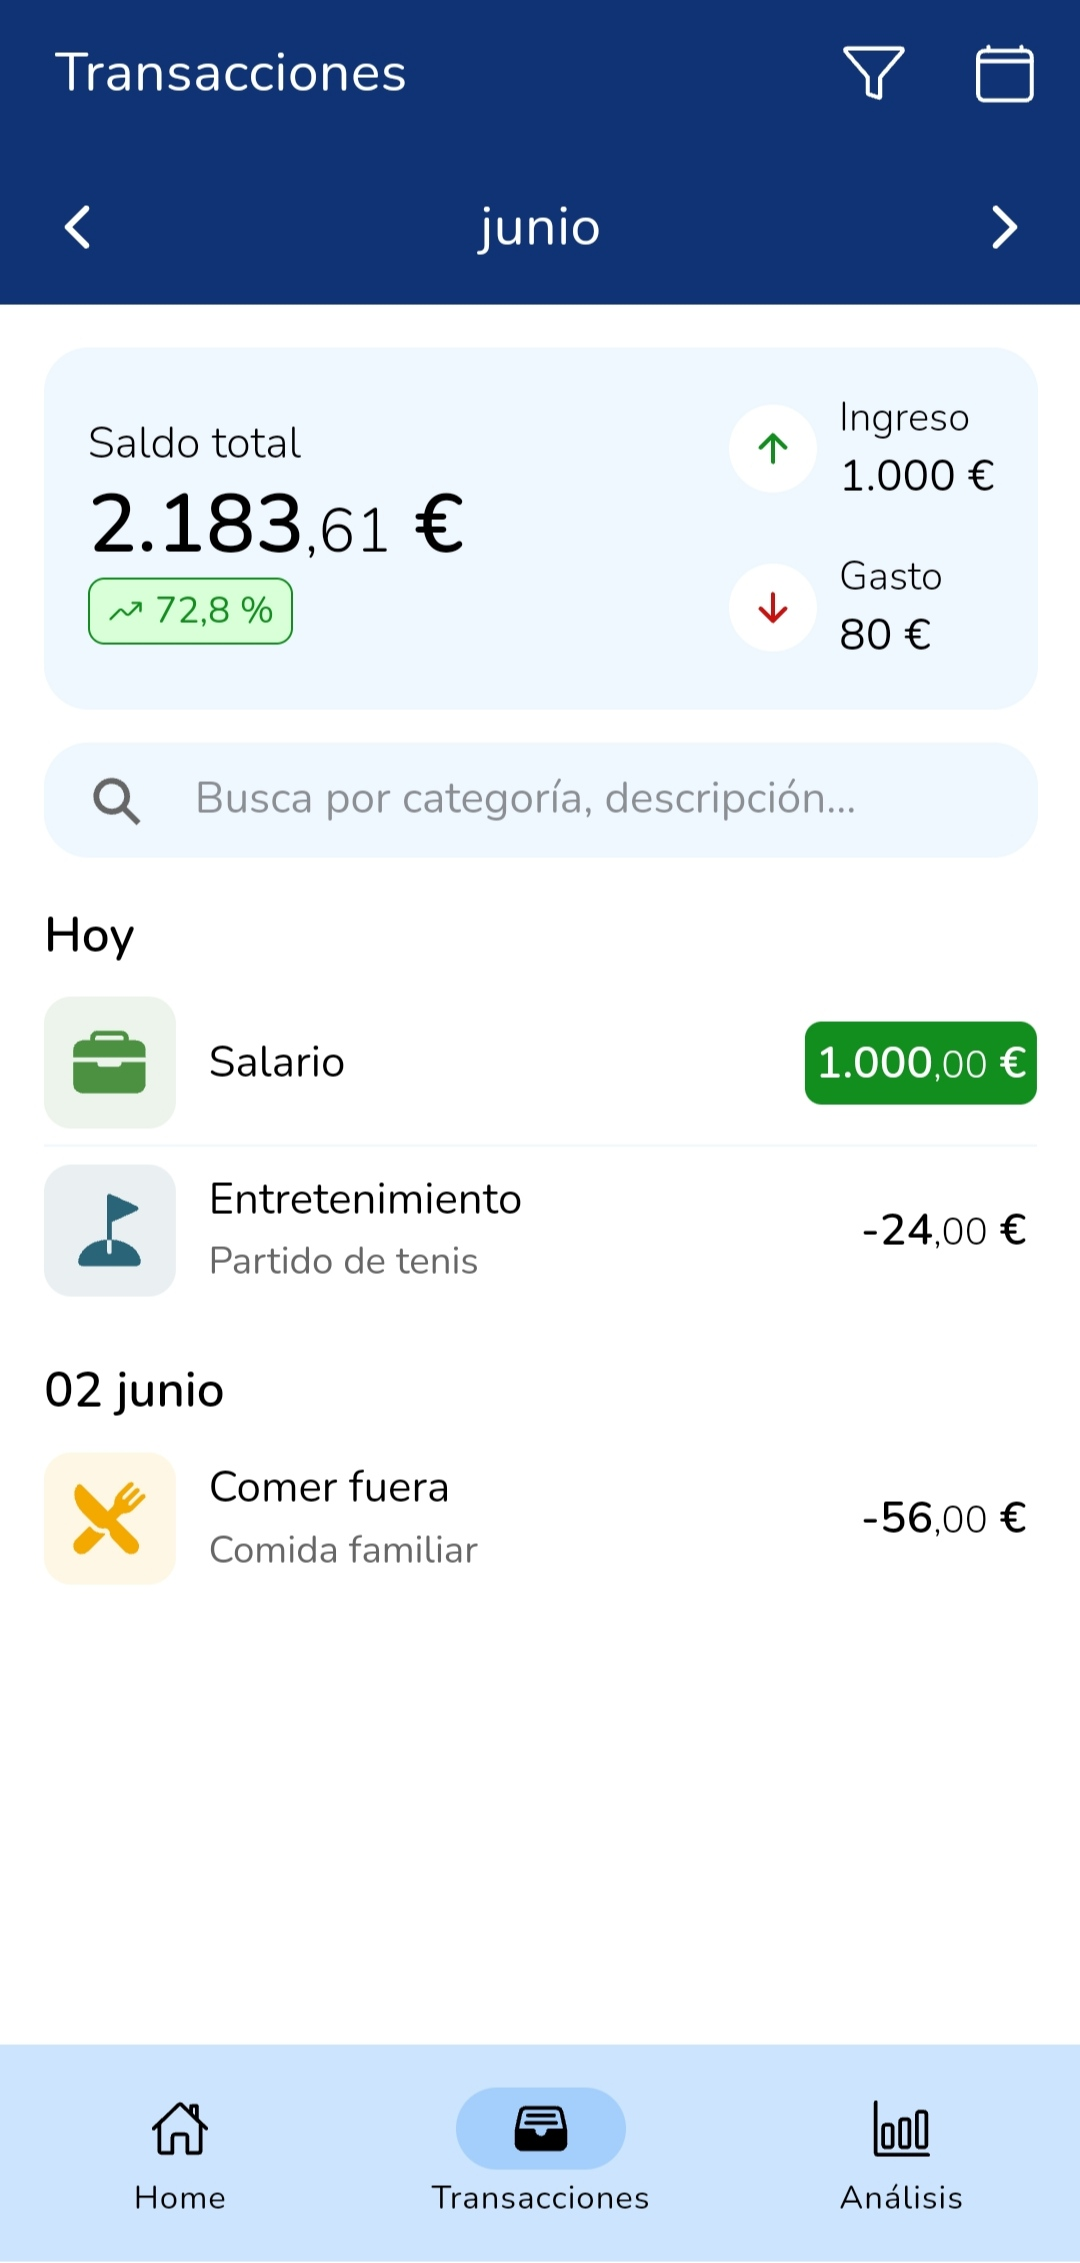 Transacciones
junio
Saldo total
2.183,61 €
72,8 %
Ingreso
1.000 €
Gasto
80 €
Busca por categoría, descripción...
Hoy
Salario
1.000,00 €
Entretenimiento
Partido de tenis
-24,00 €
02 junio
Comer fuera
Comida familiar
-56,00 €
Home
Transacciones
Análisis